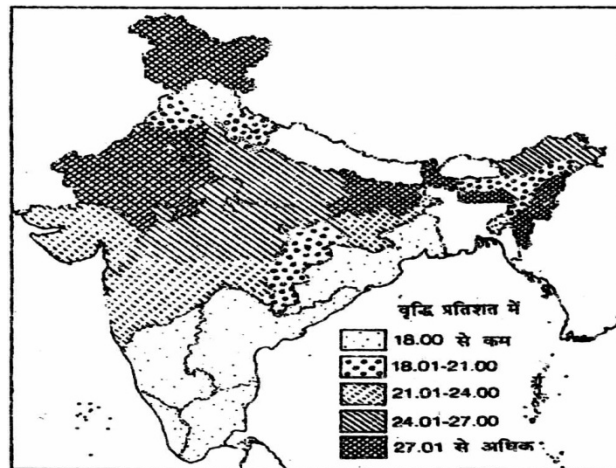 वृद्धि प्रतिशत में
18.00 से कम
18.01-21.00
21.01-24.00
24.01-27.00
27.01 से अधिक